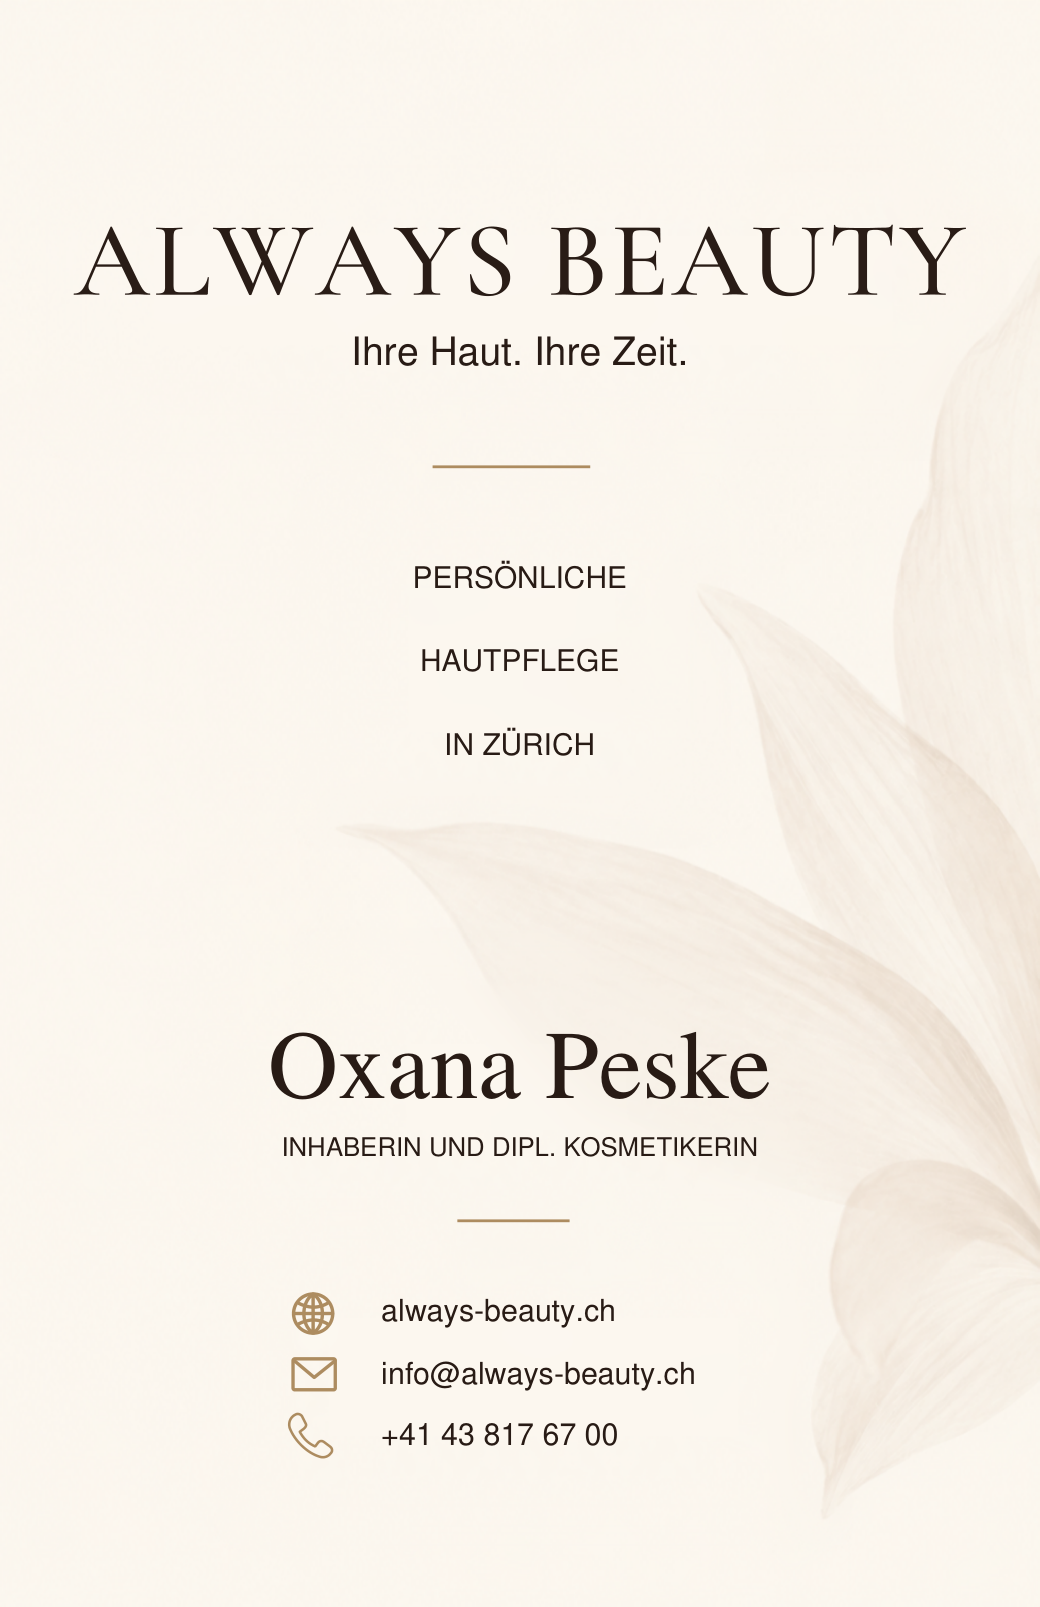 ALWAYS BEAUTY
Ihre Haut. Ihre Zeit.
PERSÖNLICHE
HAUTPFLEGE
IN ZÜRICH
Oxana Peske
INHABERIN UND DIPL. KOSMETIKERIN
always-beauty.ch
info@always-beauty.ch
+41 43 817 67 00